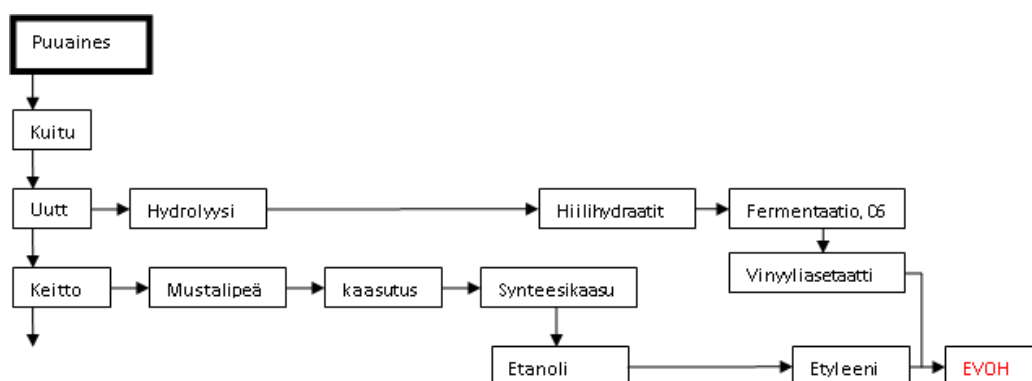 Puuaines
Kuitu
Uutt
Hydrolyysi
Hiilihydraatit
Fermentaatio, 06
Keitto
Mustalipeä
kaasutus
Synteesikaasu
Vinyyliasetaatti
Etanoli
Etyleeni
EVOH